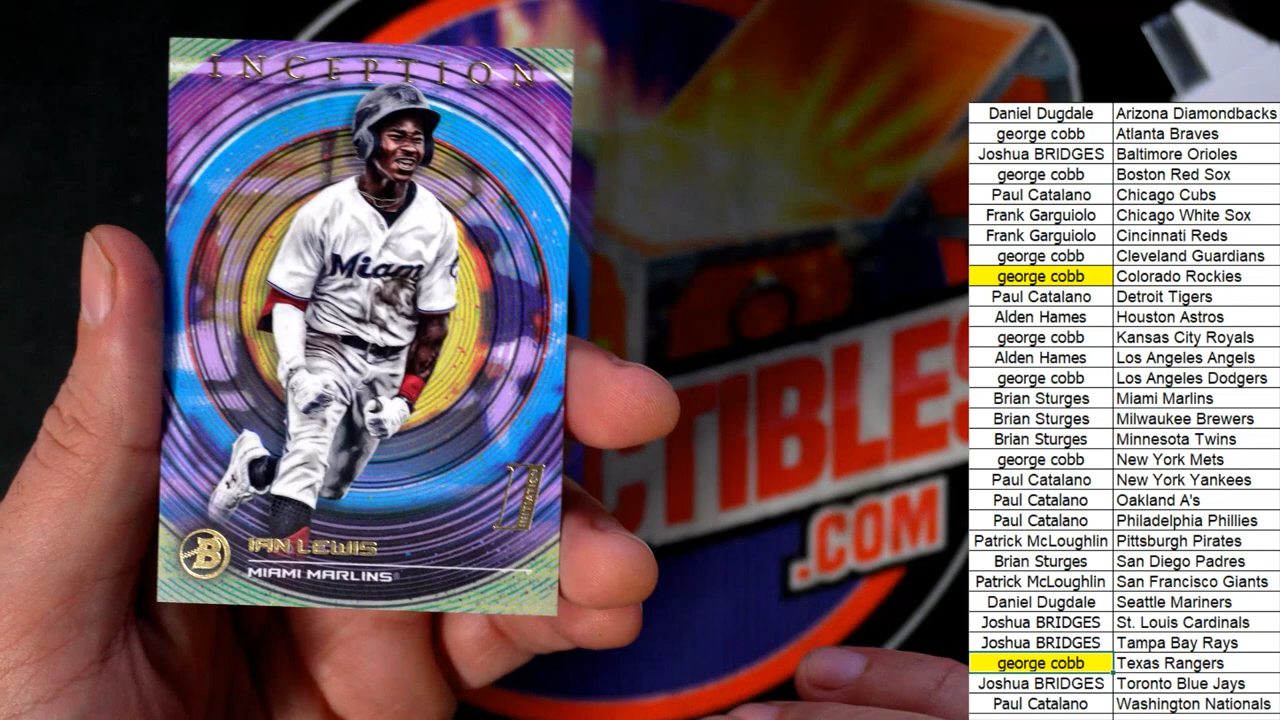 INCEPTION
Miam
INITIATION
B
IAN LEWIS
MIAMI MARLINS
CTIBLES
.COM
Daniel Dugdale Arizona Diamondbacks
george cobb Atlanta Braves
Joshua BRIDGES Baltimore Orioles
george cobb Boston Red Sox
Paul Catalano Chicago Cubs
Frank Garguiolo Chicago White Sox
Frank Garguiolo Cincinnati Reds
george cobb Cleveland Guardians
george cobb Colorado Rockies
Paul Catalano Detroit Tigers
Alden Hames Houston Astros
george cobb Kansas City Royals
Alden Hames Los Angeles Angels
george cobb Los Angeles Dodgers
Brian Sturges Miami Marlins
Brian Sturges Milwaukee Brewers
Brian Sturges Minnesota Twins
george cobb New York Mets
Paul Catalano New York Yankees
Paul Catalano Oakland A's
Paul Catalano Philadelphia Phillies
Patrick McLoughlin Pittsburgh Pirates
Brian Sturges San Diego Padres
Patrick McLoughlin San Francisco Giants
Daniel Dugdale Seattle Mariners
Joshua BRIDGES St. Louis Cardinals
Joshua BRIDGES Tampa Bay Rays
george cobb Texas Rangers
Joshua BRIDGES Toronto Blue Jays
Paul Catalano Washington Nationals